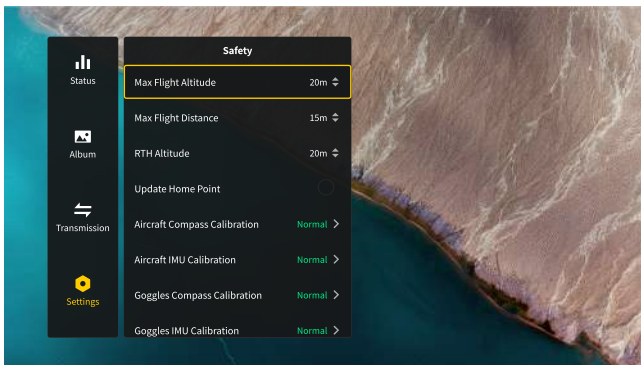 Safety
Status
Max Flight Altitude 20m
Max Flight Distance 15m
Album
RTH Altitude 20m
Update Home Point
Transmission
Aircraft Compass Calibration Normal
Aircraft IMU Calibration Normal
Settings
Goggles Compass Calibration Normal
Goggles IMU Calibration Normal